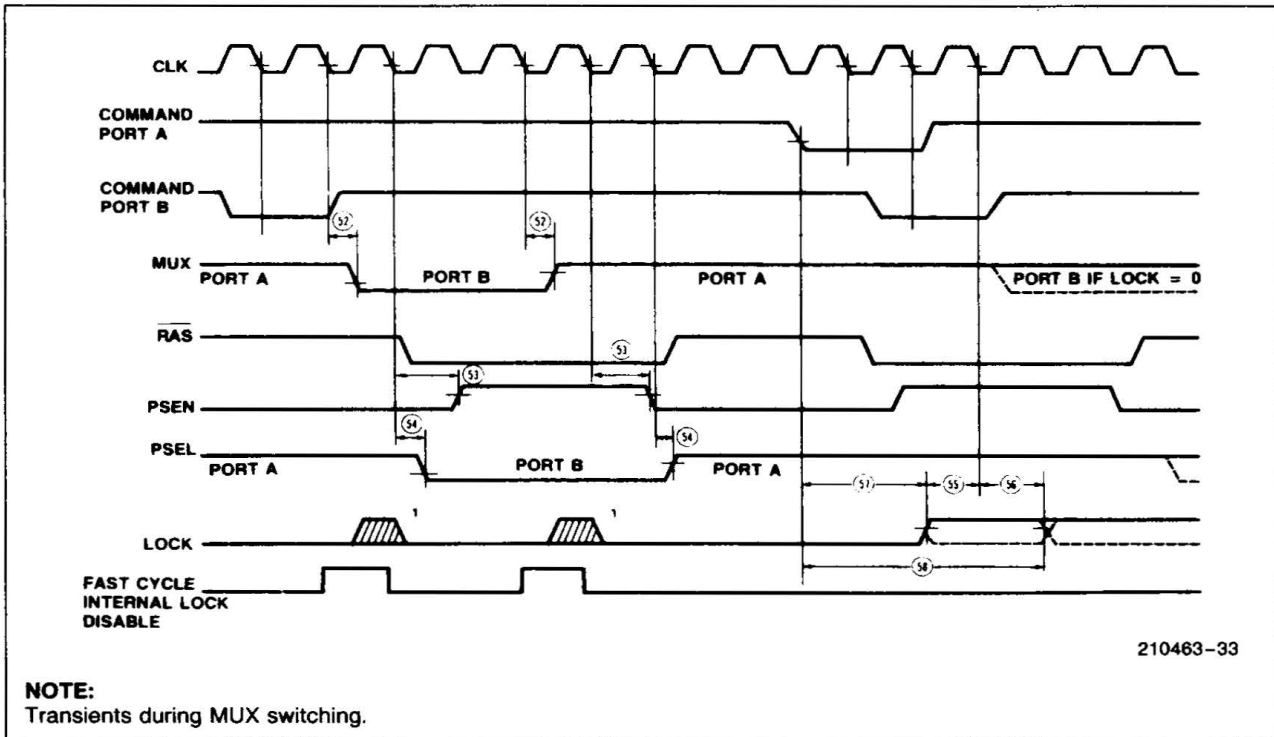 CLK
COMMAND
PORT A
COMMAND
PORT B
52
52
MUX
PORT A
PORT B
PORT A
PORT B IF LOCK = 0
RAS
53
53
PSEN
54
54
PSEL
PORT A
PORT B
PORT A
57
55
56
1
1
LOCK
58
FAST CYCLE
INTERNAL LOCK
DISABLE
210463-33
NOTE:
Transients during MUX switching.